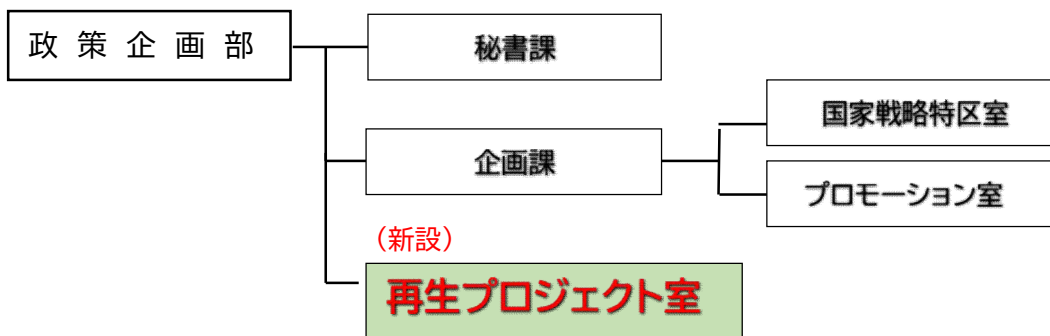 政策企画部
秘書課
国家戦略特区室
企画課
プロモーション室
（新設）
再生プロジェクト室